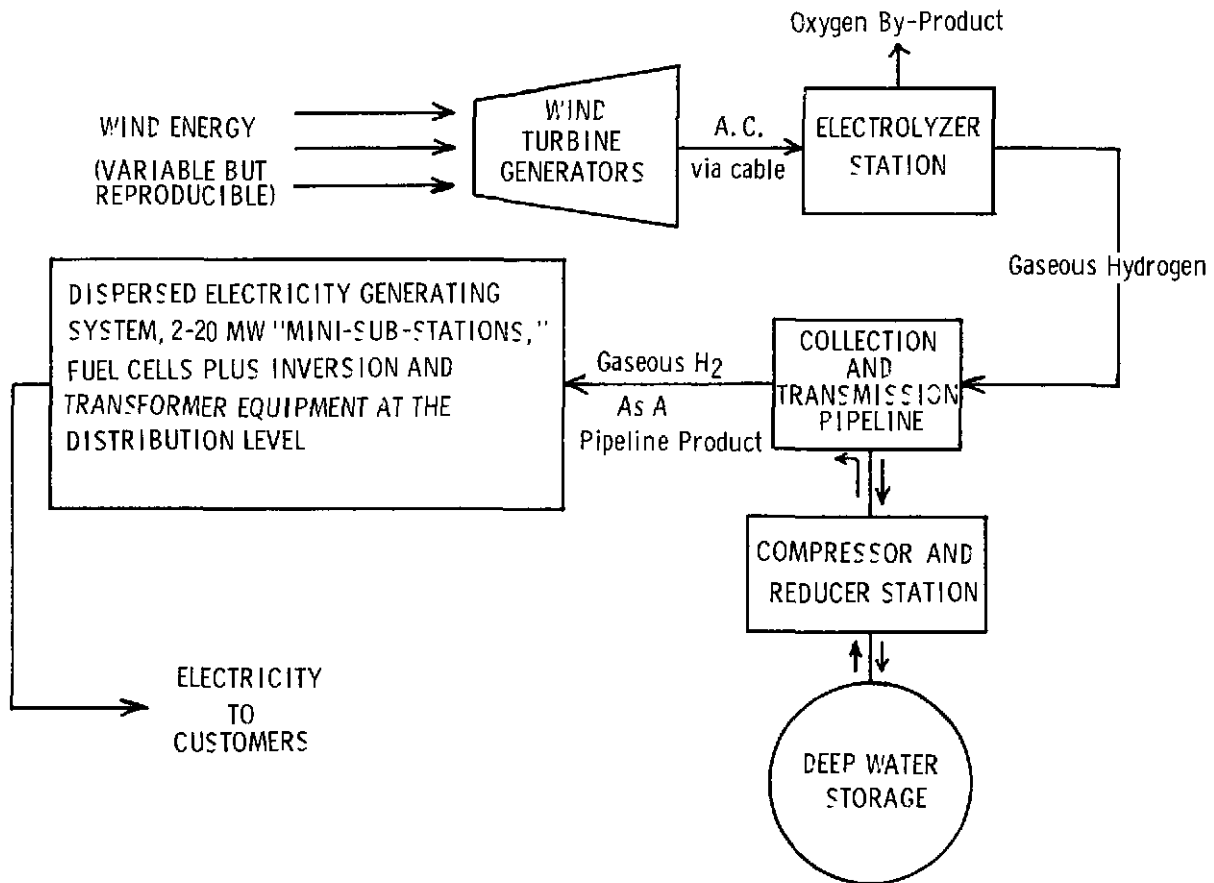 Oxygen By-Product
WIND ENERGY
(VARIABLE BUT
REPRODUCIBLE)
WIND
TURBINE
GENERATORS
A.C.
via cable
ELECTROLYZER
STATION
Gaseous Hydrogen
DISPERSED ELECTRICITY GENERATING
SYSTEM, 2-20 MW "MINI-SUB-STATIONS,"
FUEL CELLS PLUS INVERSION AND
TRANSFORMER EQUIPMENT AT THE
DISTRIBUTION LEVEL
Gaseous H2
As A
Pipeline Product
COLLECTION
AND
TRANSMISSION
PIPELINE
COMPRESSOR AND
REDUCER STATION
ELECTRICITY
TO
CUSTOMERS
DEEP WATER
STORAGE